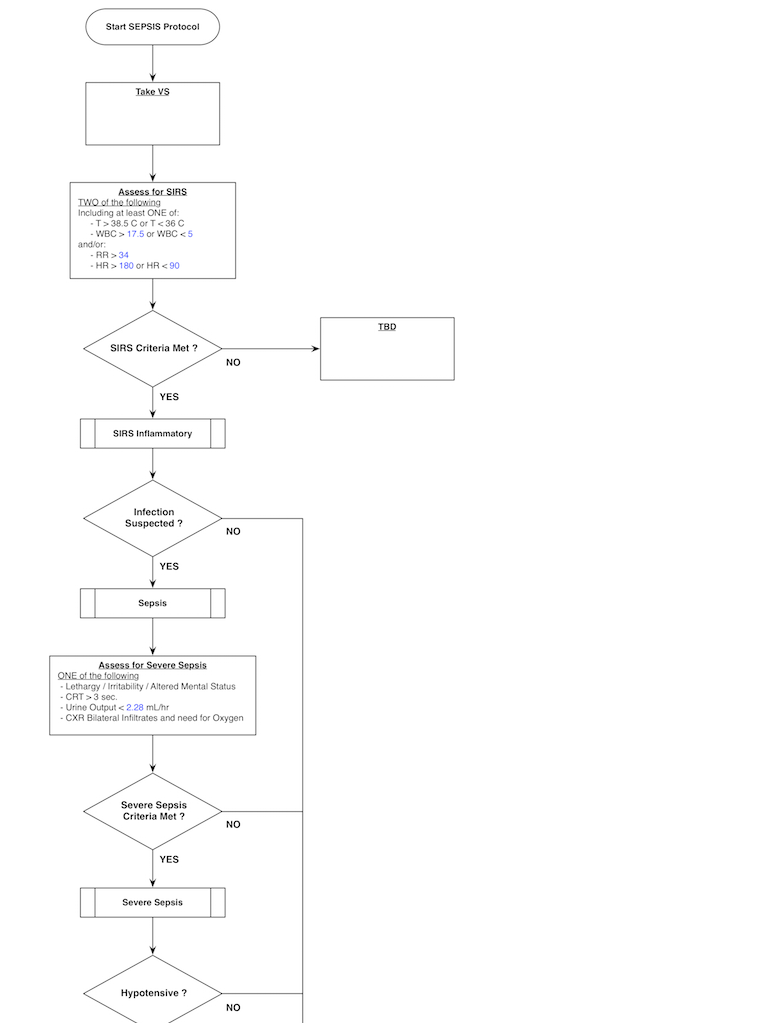 Start SEPSIS Protocol
Take VS
Assess for SIRS
TWO of the following
Including at least ONE of:
- T > 38.5 C or T < 36 C
- WBC > 17.5 or WBC < 5
and/or:
- RR > 34
- HR > 180 or HR < 90
SIRS Criteria Met ?
NO
TBD
YES
SIRS Inflammatory
Infection
Suspected ?
NO
YES
Sepsis
Assess for Severe Sepsis
ONE of the following
- Lethargy / Irritability / Altered Mental Status
- CRT > 3 sec.
- Urine Output < 2.28 mL/hr
- CXR Bilateral Infiltrates and need for Oxygen
Severe Sepsis
Criteria Met ?
NO
YES
Severe Sepsis
Hypotensive ?
NO